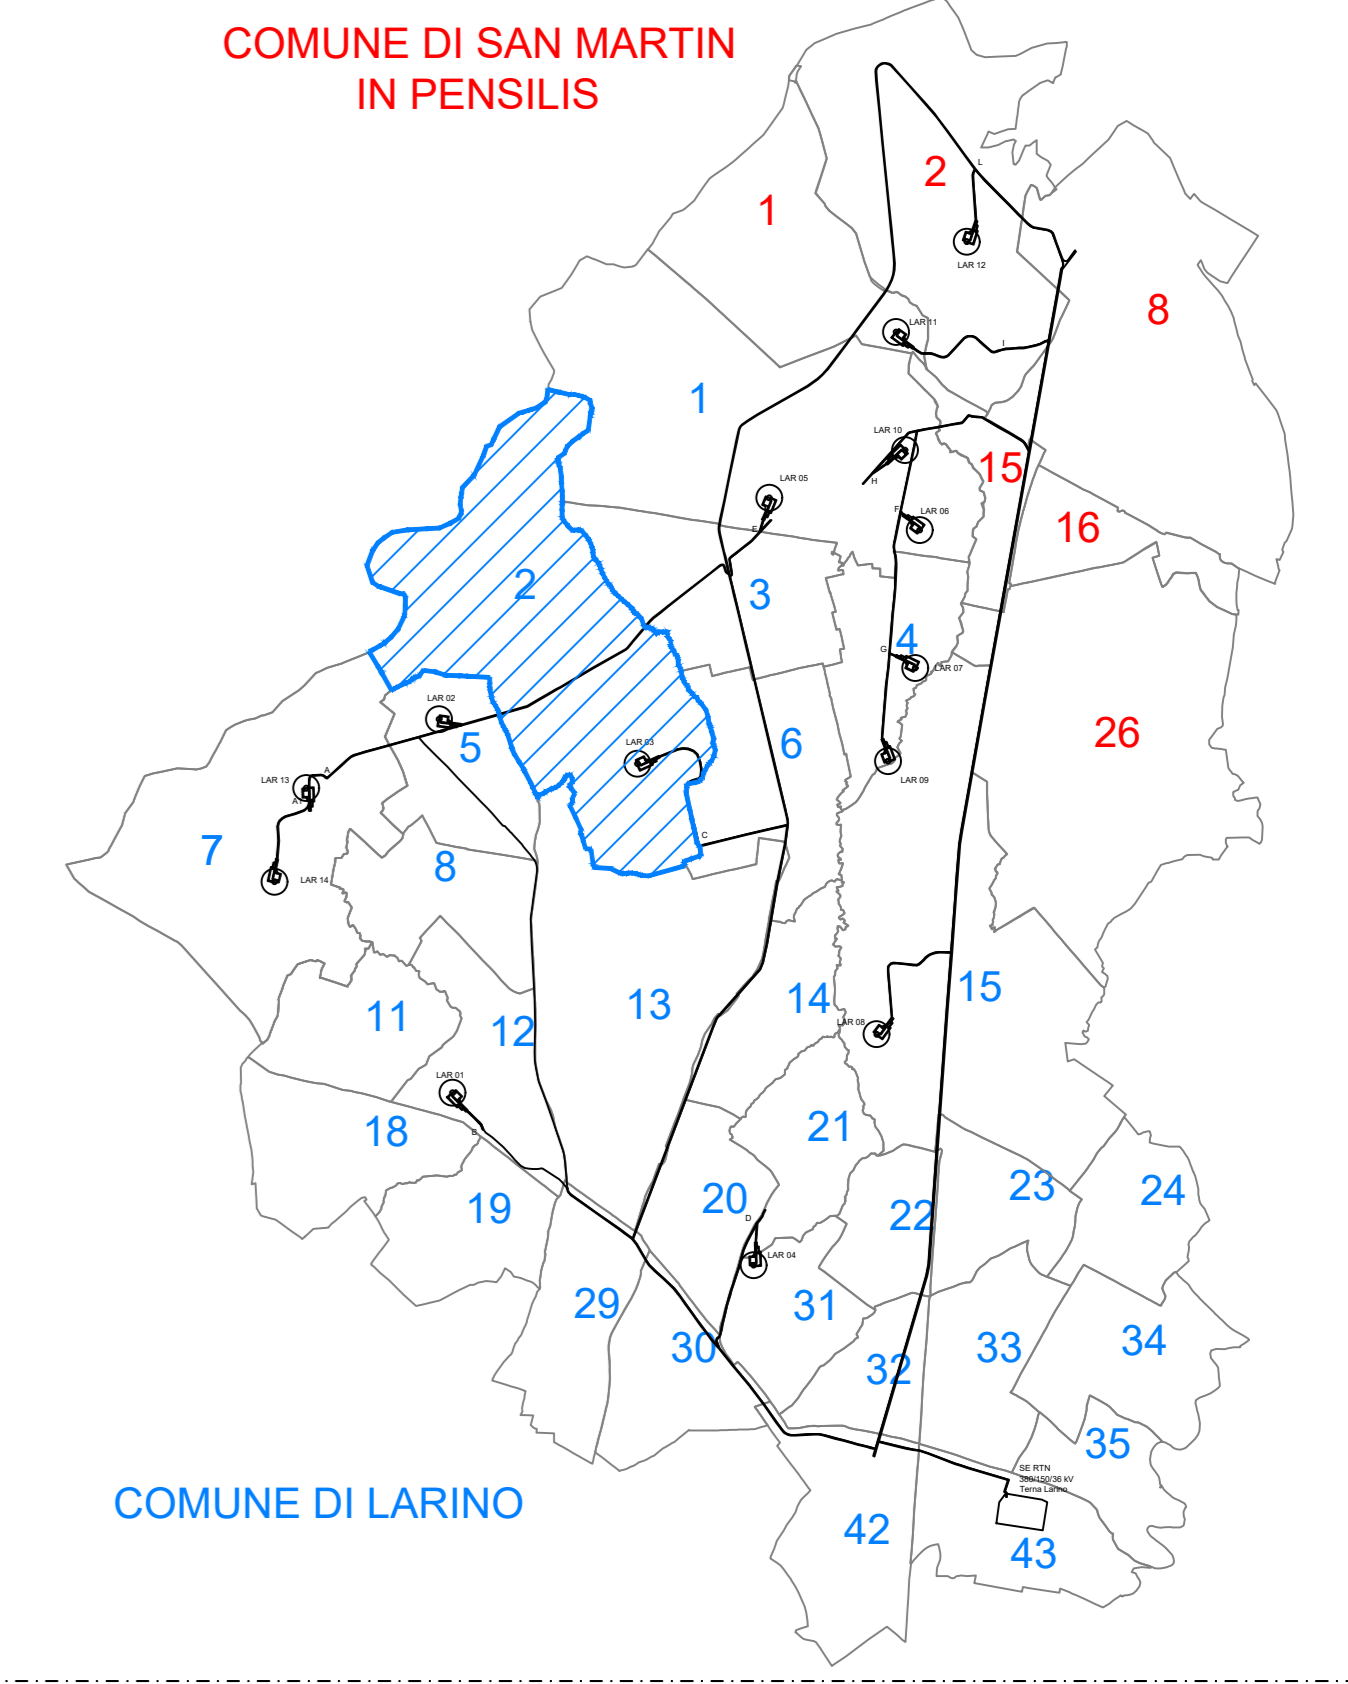 COMUNE DI SAN MARTIN
IN PENSILIS
2
L
1
8
LAR 12
LAR 11
I
1
LAR 10
15
H
LAR 05
E
F
LAR 06
16
2
3
4
G
LAR 07
LAR 02
5
LAR 03
6
26
A
LAR 13
A1
LAR 09
C
7
8
LAR 14
11
12
13
14
15
LAR 08
LAR 01
B
18
21
19
20
D
22
23
24
LAR 04
29
30
31
32
33
34
35
SE RTN
380/150/36 kV
Terna Larino
COMUNE DI LARINO
42
43